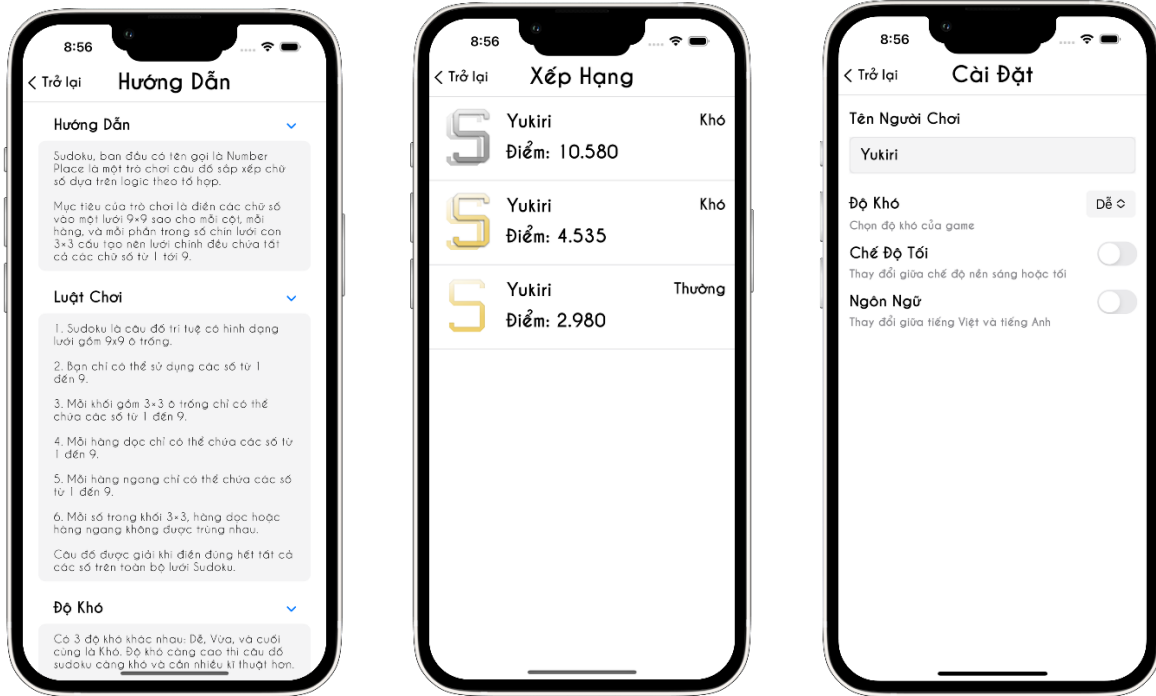 8:56
Trở lại
Hướng Dẫn
Hướng Dẫn
Sudoku, ban đầu có tên gọi là Number
Place là một trò chơi câu đố sắp xếp chữ
số dựa trên logic theo tổ hợp.
Mục tiêu của trò chơi là điền các chữ số
vào một lưới 9×9 sao cho mỗi cột, mỗi
hàng, và mỗi phần trong số chín lưới con
3×3 cấu tạo nên lưới chính đều chứa tất
cả các chữ số từ 1 tới 9.
Luật Chơi
1. Sudoku là câu đố trí tuệ có hình dạng
lưới gồm 9x9 ô trống.
2. Bạn chỉ có thể sử dụng các số từ 1
đến 9.
3. Mỗi khối gồm 3×3 ô trống chỉ có thể
chứa các số từ 1 đến 9.
4. Mỗi hàng dọc chỉ có thể chứa các số từ
1 đến 9.
5. Mỗi hàng ngang chỉ có thể chứa các số
từ 1 đến 9.
6. Mỗi số trong khối 3×3, hàng dọc hoặc
hàng ngang không được trùng nhau.
Câu đố được giải khi điền đúng hết tất cả
các số trên toàn bộ lưới Sudoku.
Độ Khó
Có 3 độ khó khác nhau: Dễ, Vừa, và cuối
cùng là Khó. Độ khó càng cao thì câu đố
sudoku càng khó và cần nhiều kĩ thuật hơn.
8:56
Trở lại
Xếp Hạng
Yukiri
Khó
Điểm: 10.580
Yukiri
Khó
Điểm: 4.535
Yukiri
Thường
Điểm: 2.980
8:56
Trở lại
Cài Đặt
Tên Người Chơi
Yukiri
Độ Khó
Dễ
Chọn độ khó của game
Chế Độ Tối
Thay đổi giữa chế độ nền sáng hoặc tối
Ngôn Ngữ
Thay đổi giữa tiếng Việt và tiếng Anh